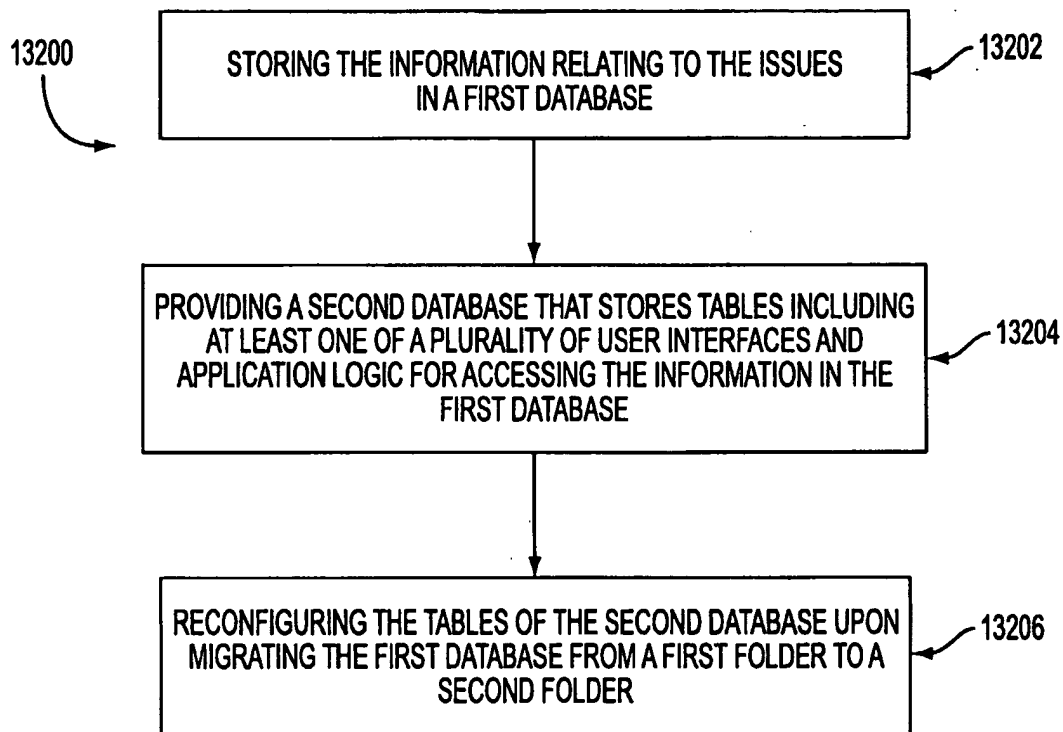 13200
STORING THE INFORMATION RELATING TO THE ISSUES
IN A FIRST DATABASE
13202
PROVIDING A SECOND DATABASE THAT STORES TABLES INCLUDING
AT LEAST ONE OF A PLURALITY OF USER INTERFACES AND
APPLICATION LOGIC FOR ACCESSING THE INFORMATION IN THE
FIRST DATABASE
13204
RECONFIGURING THE TABLES OF THE SECOND DATABASE UPON
MIGRATING THE FIRST DATABASE FROM A FIRST FOLDER TO A
SECOND FOLDER
13206